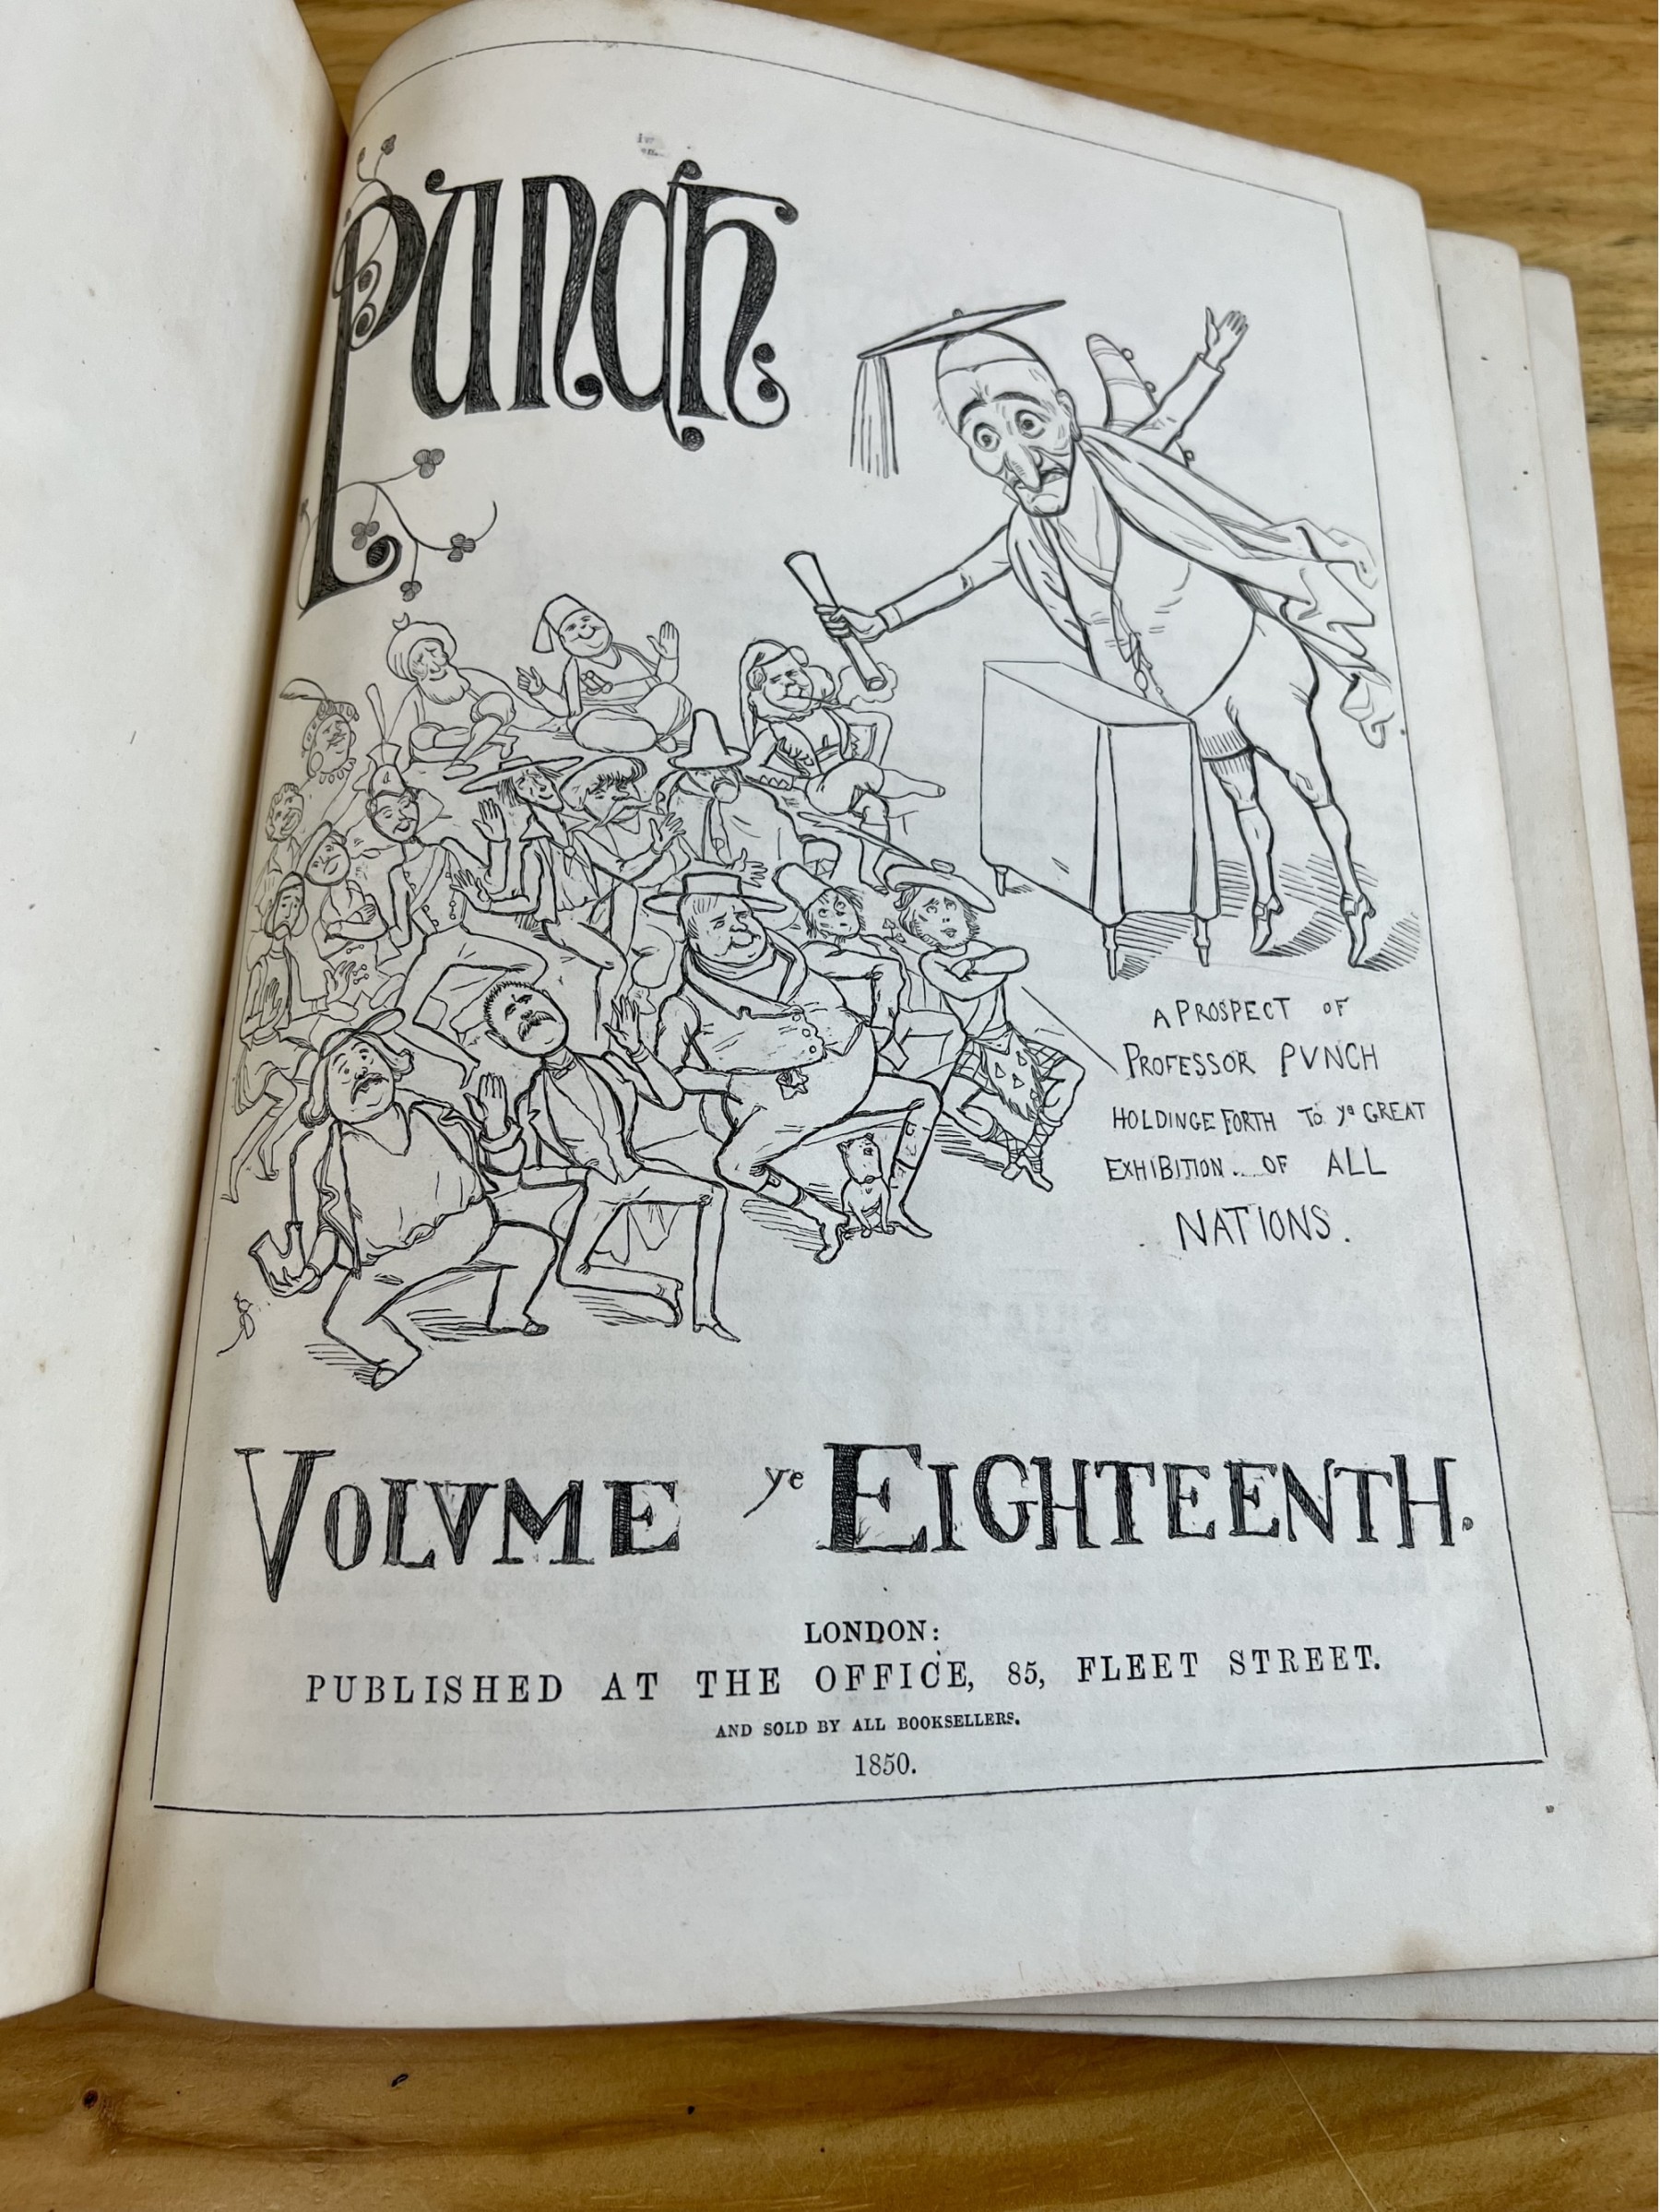 Punch.
A PROSPECT OF
PROFESSOR PVNCH
HOLDINGE FORTH TO ye GREAT
EXHIBITION... OF ALL
NATIONS.
VOLVME ye EIGHTEENTH.
LONDON:
PUBLISHED AT THE OFFICE, 85, FLEET STREET.
AND SOLD BY ALL BOOKSELLERS.
1850.